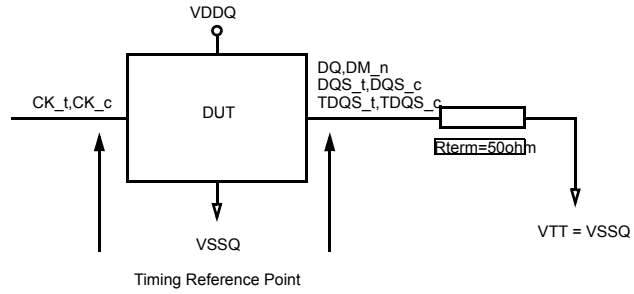 VDDQ
DQ,DM_n
DQS_t,DQS_c
TDQS_t,TDQS_c
CK_t,CK_c
DUT
Rterm=50ohm
VSSQ
VTT = VSSQ
Timing Reference Point